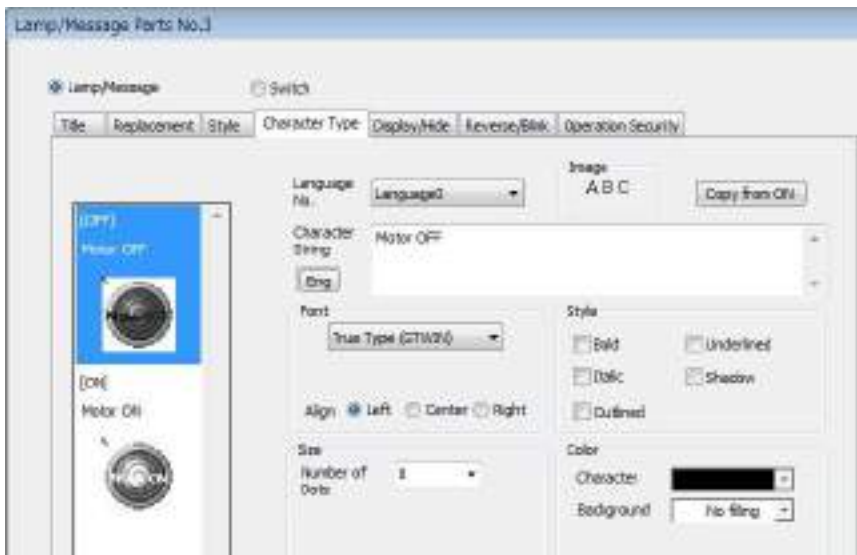 Lamp/Message Parts No.3
Lamp/Message Switch
Title Replacement Style Character Type Display/Hide Reverse/Blink Operation Security
Image
Language No. Language0 ABC Copy from ON
Character String Motor OFF
Eng
[OFF]
Motor OFF
[ON]
Motor ON
Font
True Type (GTWIN)
Align Left Center Right
Style
Bold Underlined
Italic Shadow
Outlined
Size
Number of Dots
Color
Character
Background No filling